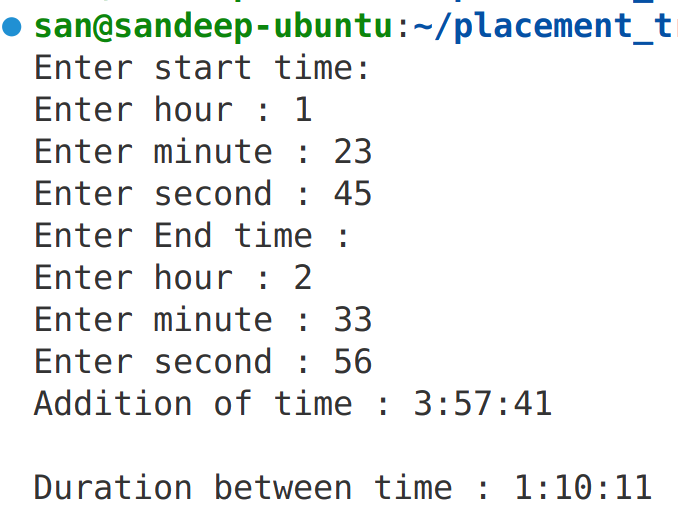 san@sandeep-ubuntu:~/placement_t
Enter start time:
Enter hour : 1
Enter minute : 23
Enter second : 45
Enter End time :
Enter hour : 2
Enter minute : 33
Enter second : 56
Addition of time : 3:57:41
Duration between time : 1:10:11